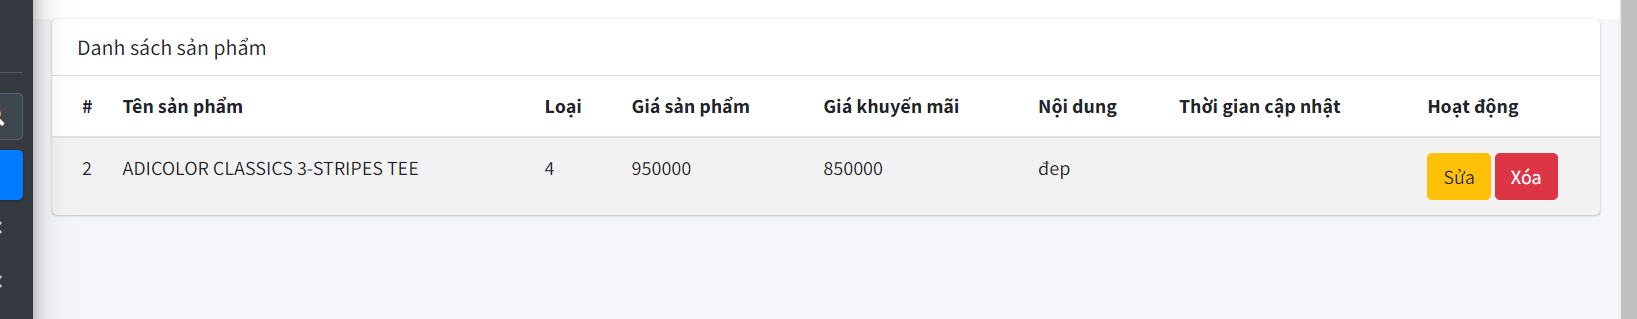 Danh sách sản phẩm
# Tên sản phẩm Loại Giá sản phẩm Giá khuyến mãi Nội dung Thời gian cập nhật Hoạt động
2 ADICOLOR CLASSICS 3-STRIPES TEE 4 950000 850000 đep Sửa Xóa